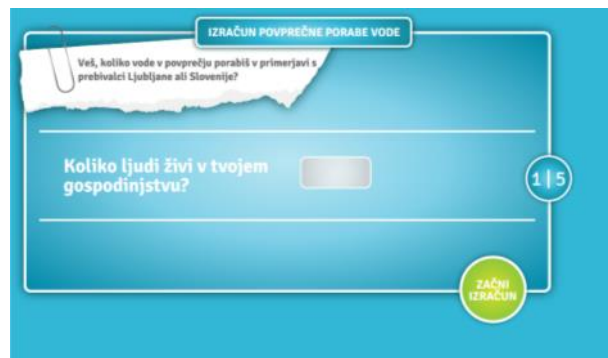 IZRAČUN POVPREČNE PORABE VODE
Veš, koliko vode v povprečju porabiš v primerjavi s
prebivalci Ljubljane ali Slovenije?
Koliko ljudi živi v tvojem
gospodinjstvu?
1 | 5
ZAČNI
IZRAČUN